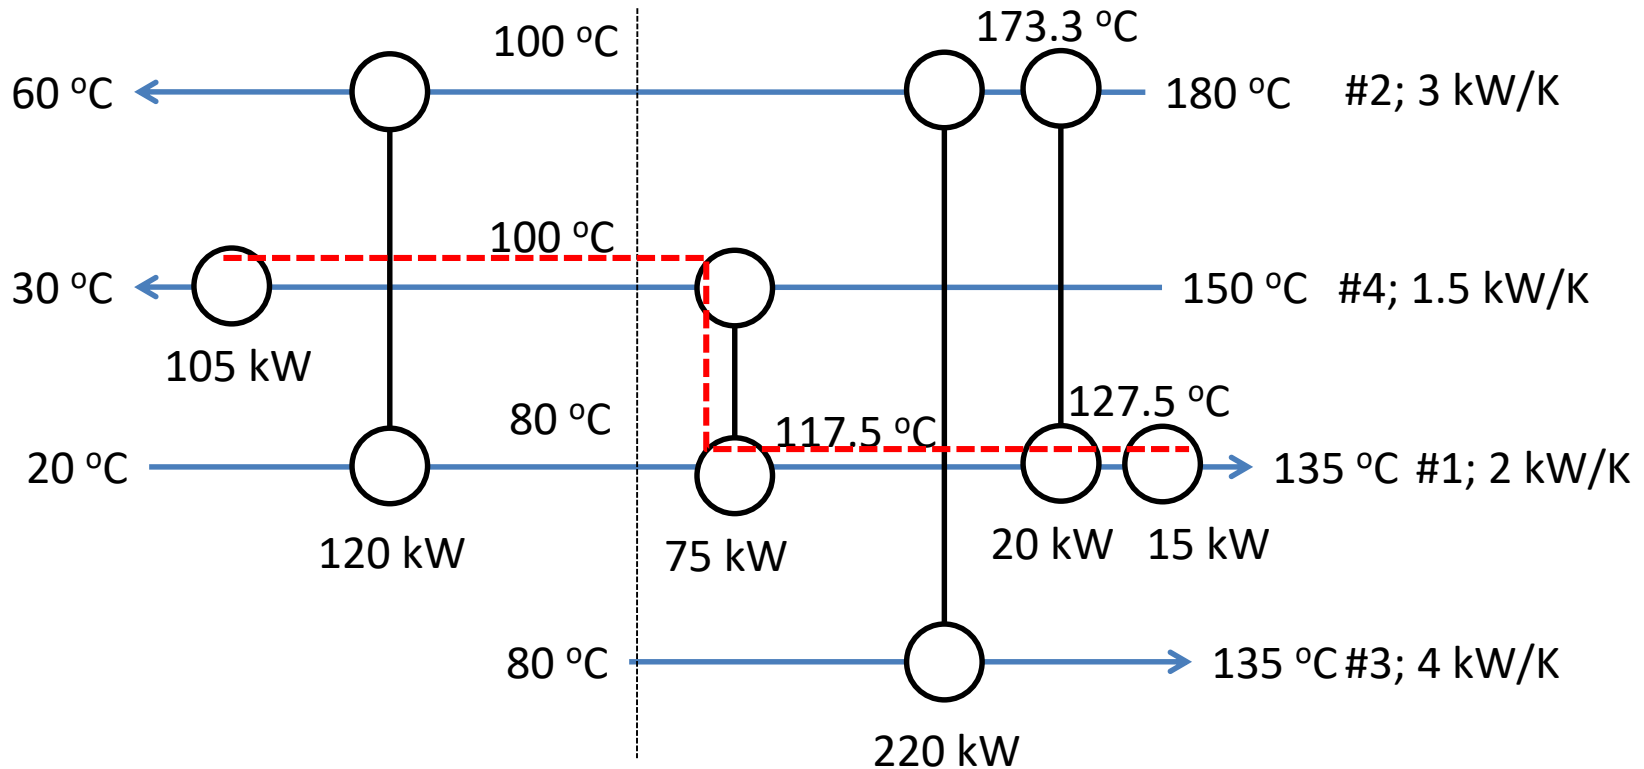 173.3 °C
100 °C
60 °C
180 °C
#2; 3 kW/K
100 °C
30 °C
150 °C
#4; 1.5 kW/K
105 kW
127.5 °C
80 °C
117.5 °C
20 °C
135 °C
#1; 2 kW/K
120 kW
75 kW
20 kW
15 kW
80 °C
135 °C
#3; 4 kW/K
220 kW